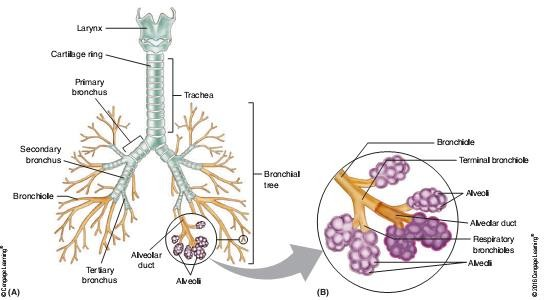 Larynx
Cartilage ring
Primary
bronchus
Trachea
Secondary
bronchus
Bronchiole
Bronchial
tree
Tertiary
bronchus
Alveolar
duct
Alveoli
A
© Cengage Learning®
(A)
Bronchiole
Terminal bronchiole
Alveoli
Alveolar duct
Respiratory
bronchioles
Alveoli
(B)
© 2016 Cengage Learning®